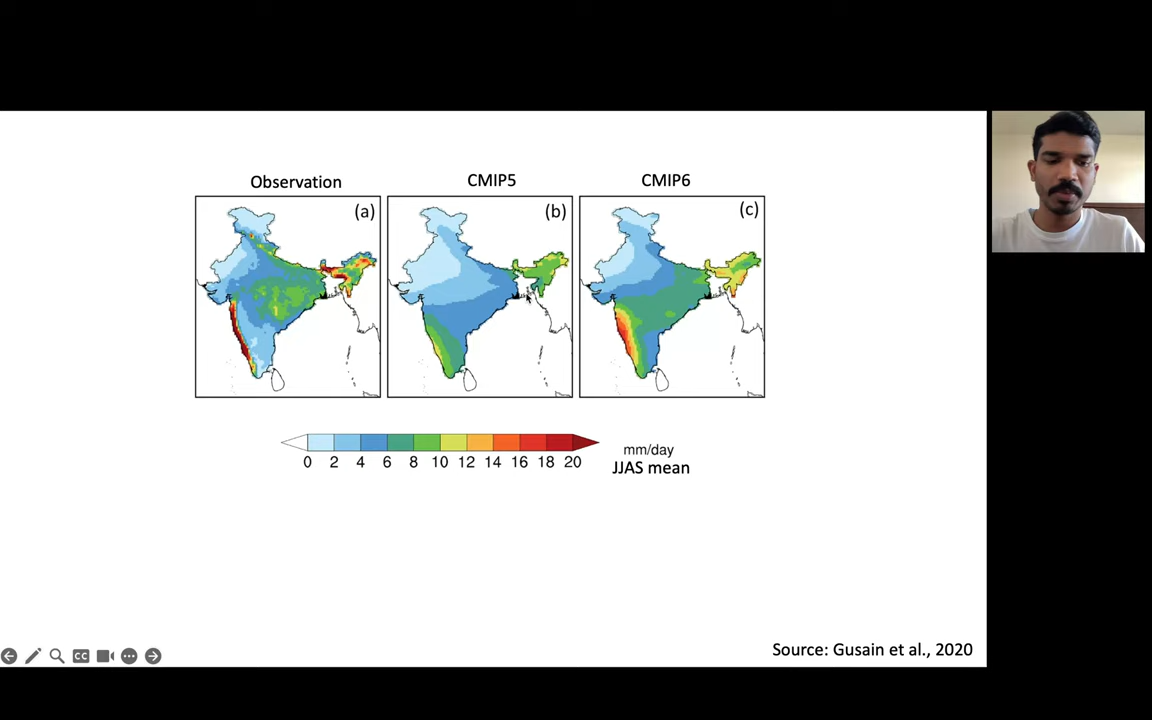 Observation CMIP5 CMIP6
(a) (b) (c)
0 2 4 6 8 10 12 14 16 18 20
mm/day
JJAS mean
Source: Gusain et al., 2020
CC